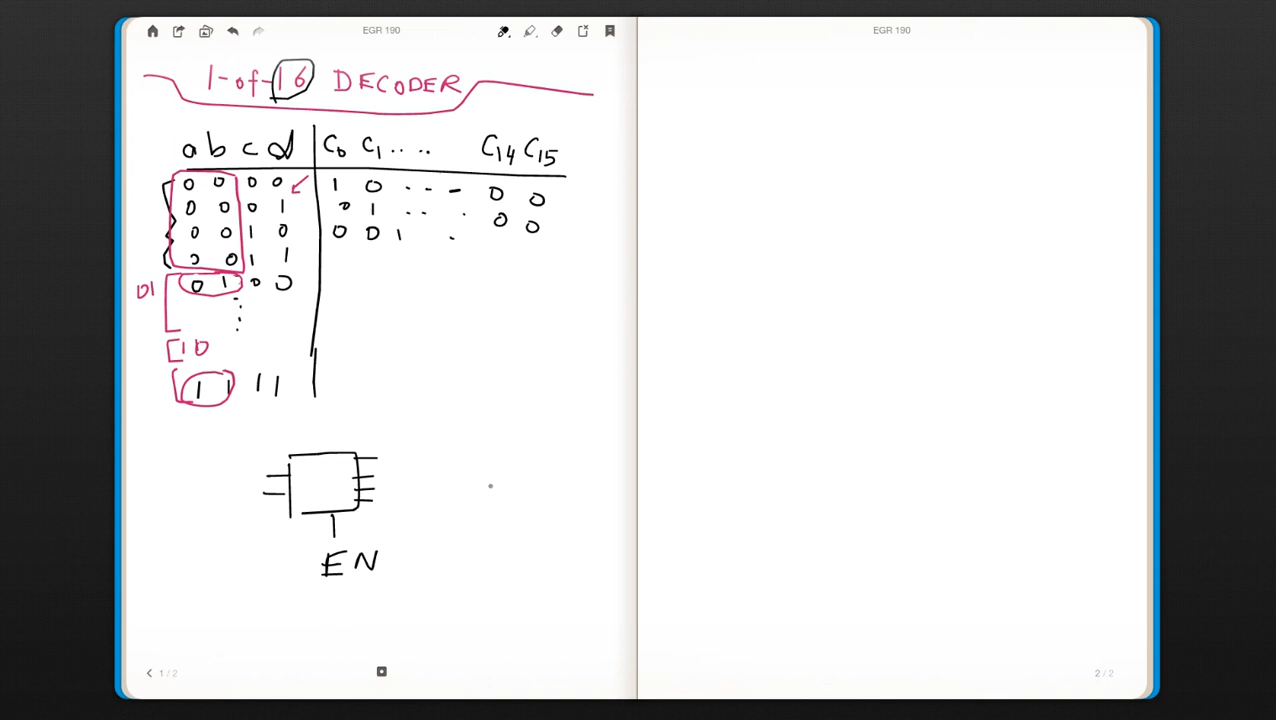 EGR 190
EGR 190
1-of-16 DECODER
a b c d C0 C1 .. .. C14 C15
0 0 0 0 1 0 . - - - 0 0
0 0 0 1 0 1 . . . 0 0
0 0 1 0 0 0 1 . 0 0
0 0 1 1
01 0 1 0 0
10
1 1 1 1
EN
1 / 2
2 / 2